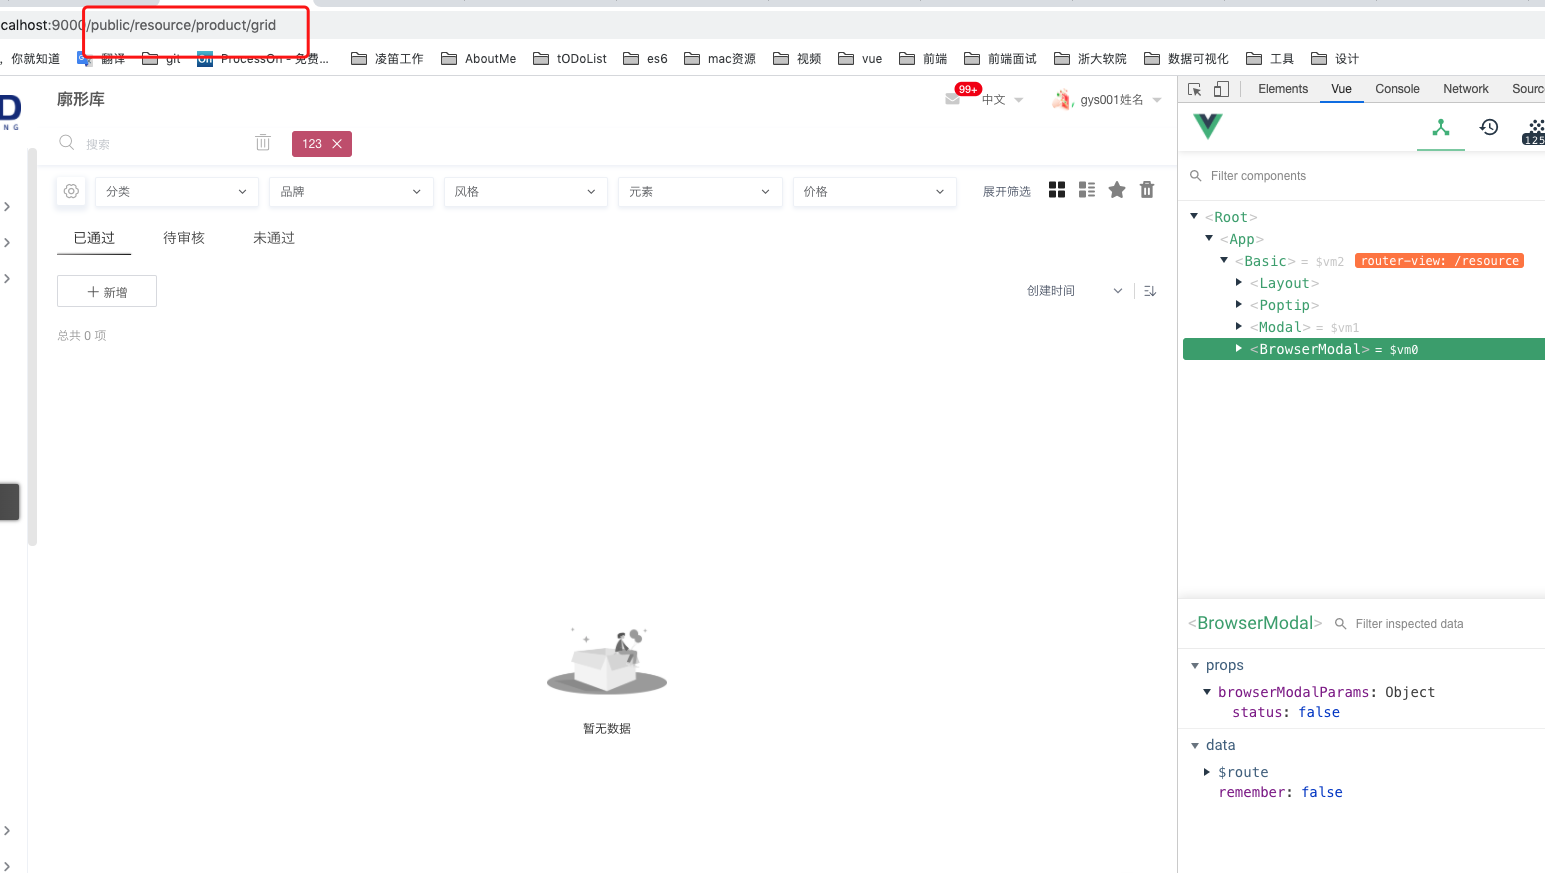 calhost:9000/public/resource/product/grid
，你就知道 翻译 git ProcessOn - 免费... 凌笛工作 AboutMe tODoList es6 mac资源 视频 vue 前端 前端面试 浙大软院 数据可视化 工具 设计
D
NG
廓形库
99+
中文
gys001姓名
搜索
123
分类 品牌 风格 元素 价格 展开筛选
已通过 待审核 未通过
新增
创建时间
总共 0 项
暂无数据
Elements Vue Console Network Sourc
125
Filter components
<Root>
<App>
<Basic> = $vm2 router-view: /resource
<Layout>
<Poptip>
<Modal> = $vm1
<BrowserModal> = $vm0
<BrowserModal> Filter inspected data
props
browserModalParams: Object
status: false
data
$route
remember: false